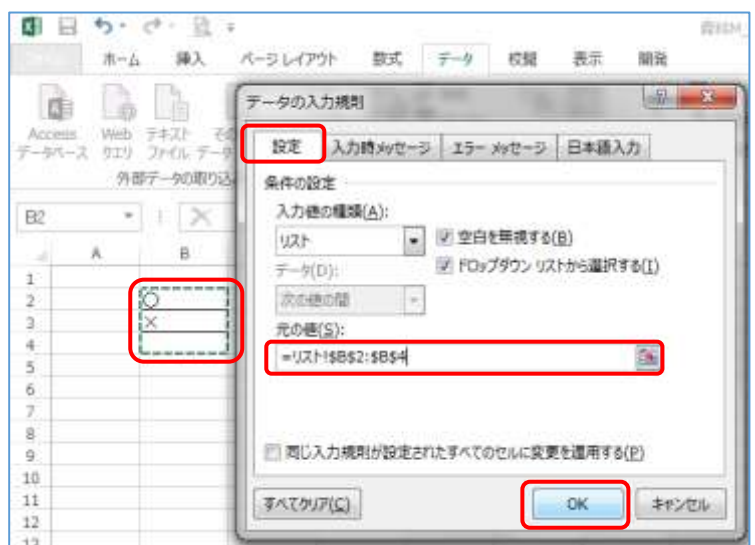 ホーム 挿入 ページ レイアウト 数式 データ 校閲 表示 開発
Access データベース
Web クエリ
テキスト ファイル
その データ
外部データの取り込
B2
A B
1
2 ○
3 ×
4
5
6
7
8
9
10
11
12
13
データの入力規則
設定 入力時メッセージ エラー メッセージ 日本語入力
条件の設定
入力値の種類(A):
リスト
空白を無視する(B)
データ(D):
ドロップダウン リストから選択する(I)
次の値の間
元の値(S):
=リスト!$B$2:$B$4
同じ入力規則が設定されたすべてのセルに変更を適用する(P)
すべてクリア(C) OK キャンセル